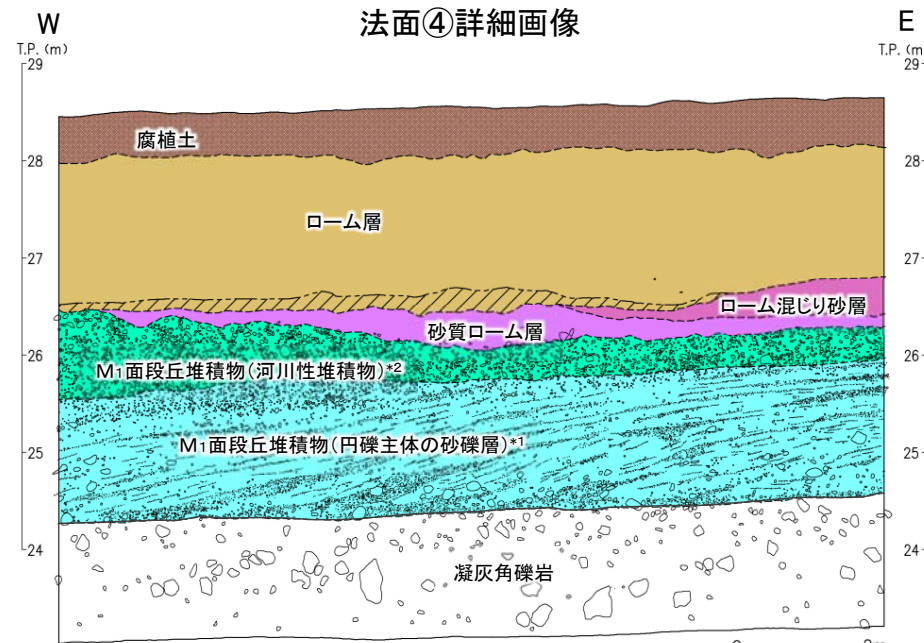 法面④詳細画像
W
E
T.P. (m)
T.P. (m)
29
29
腐植土
28
28
ローム層
27
27
ローム混じり砂層
砂質ローム層
26
26
M₁面段丘堆積物(河川性堆積物)*²
M₁面段丘堆積物(円礫主体の砂礫層)*¹
25
25
24
24
凝灰角礫岩